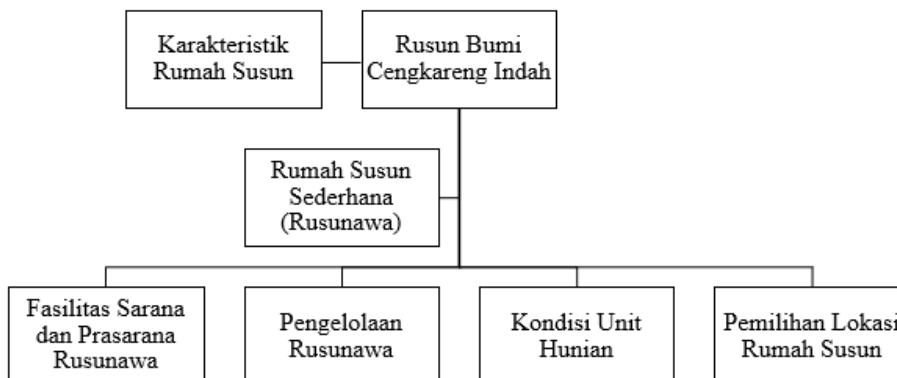 Karakteristik
Rumah Susun
Rusun Bumi
Cengkareng Indah
Rumah Susun
Sederhana
(Rusunawa)
Fasilitas Sarana
dan Prasarana
Rusunawa
Pengelolaan
Rusunawa
Kondisi Unit
Hunian
Pemilihan Lokasi
Rumah Susun